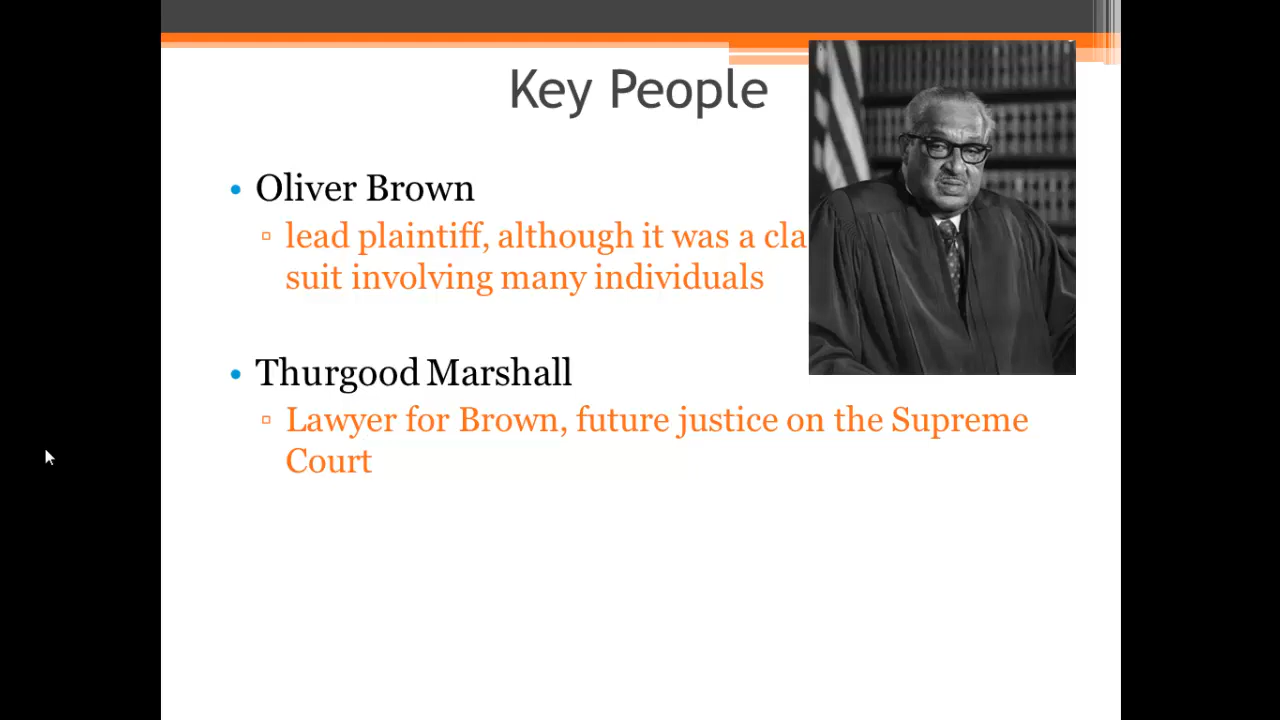 Key People
• Oliver Brown
▫ lead plaintiff, although it was a cla
suit involving many individuals
• Thurgood Marshall
▫ Lawyer for Brown, future justice on the Supreme
Court